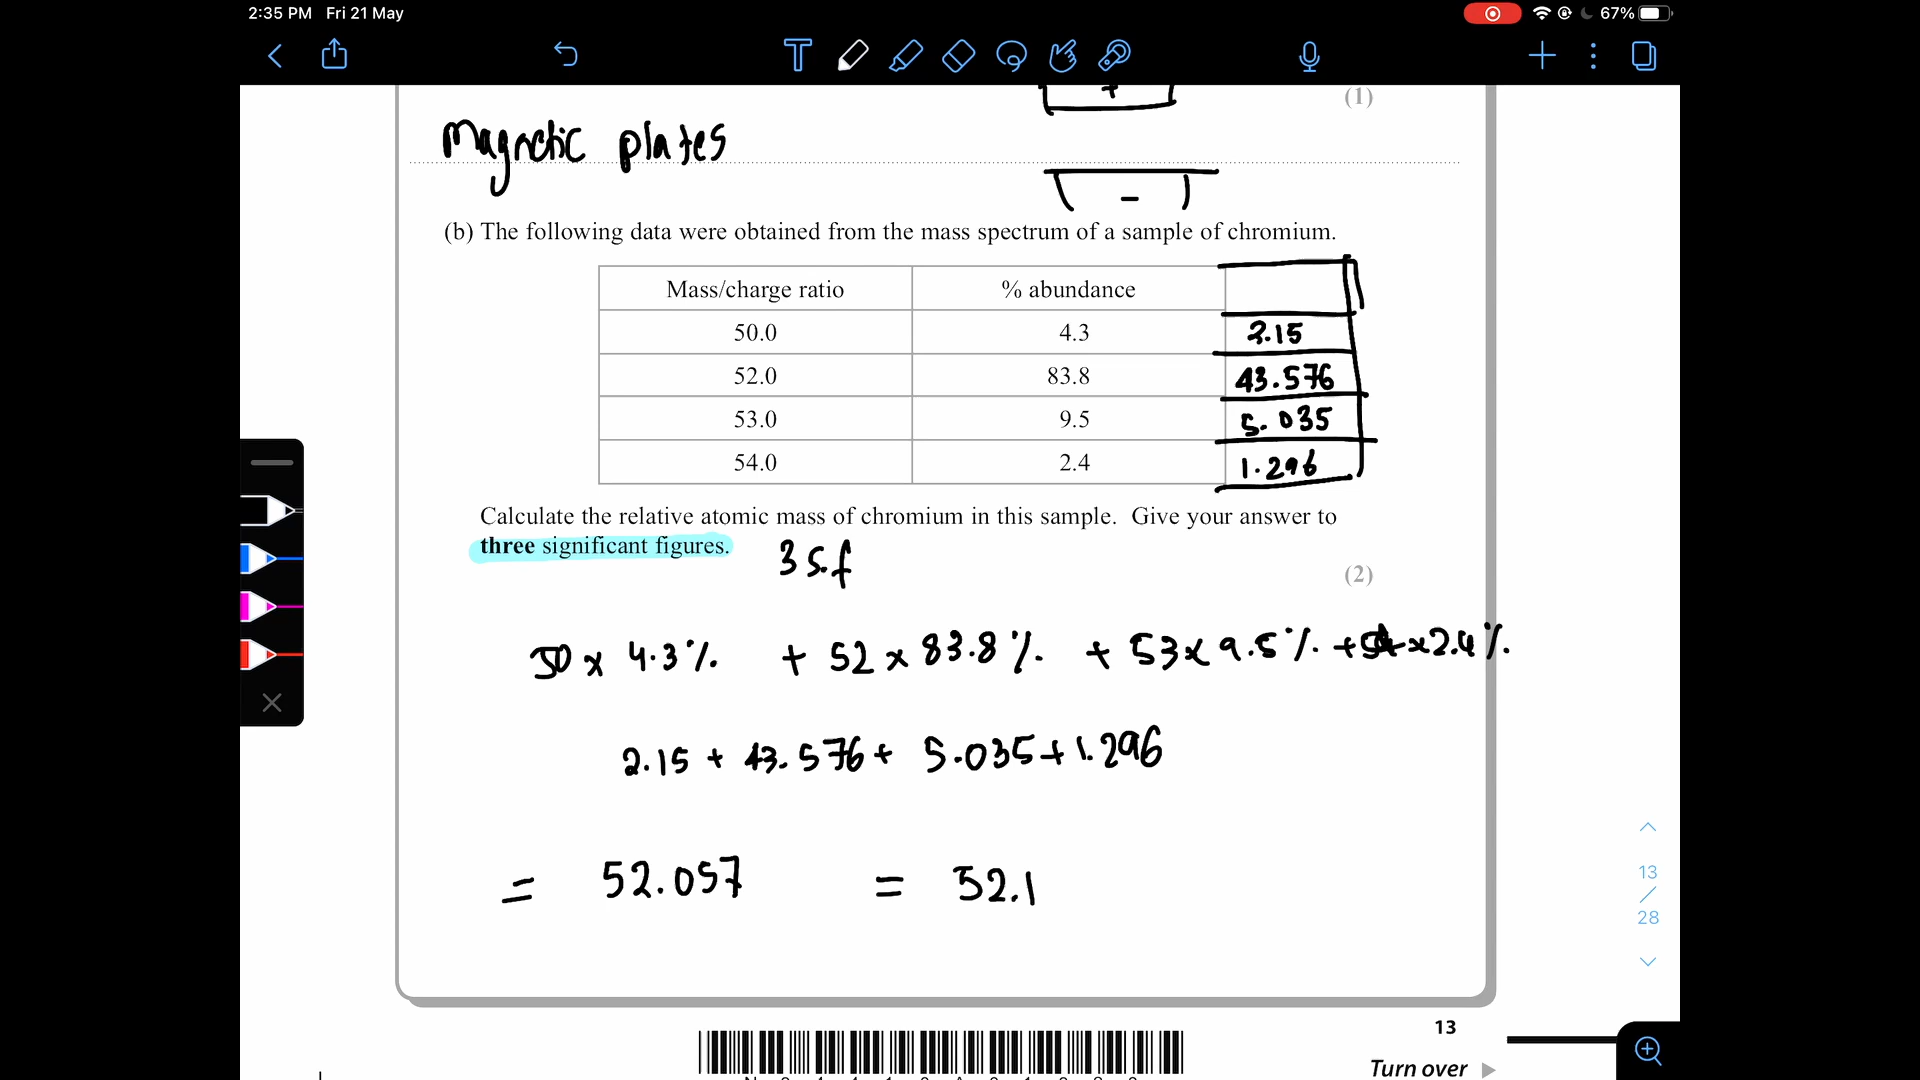 2:35 PM Fri 21 May
67%
+
(1)
Magnetic plates
-
(b) The following data were obtained from the mass spectrum of a sample of chromium.
Mass/charge ratio % abundance
50.0 4.3 2.15
52.0 83.8 43.576
53.0 9.5 5.035
54.0 2.4 1.296
Calculate the relative atomic mass of chromium in this sample. Give your answer to
three significant figures. 3 s.f
(2)
50 x 4.3% + 52 x 83.8% + 53 x 9.5% + 54 x 2.4%
2.15 + 43.576 + 5.035 + 1.296
= 52.057 = 52.1
13
/
28
13
Turn over